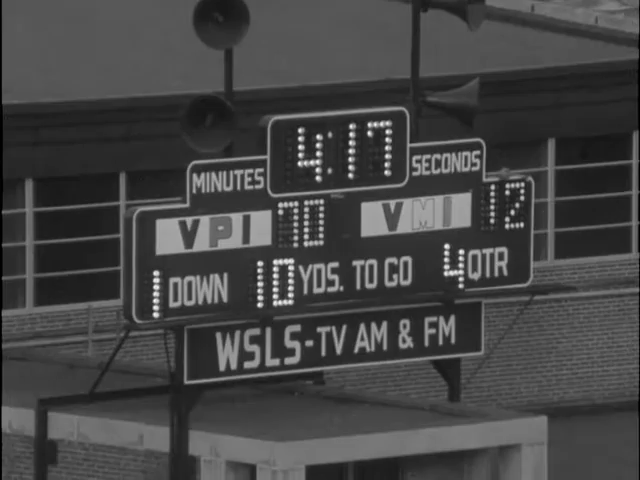 4:17
MINUTES SECONDS
VPI 70 VMI 12
1 DOWN 10 YDS. TO GO 4 QTR
WSLS-TV AM & FM